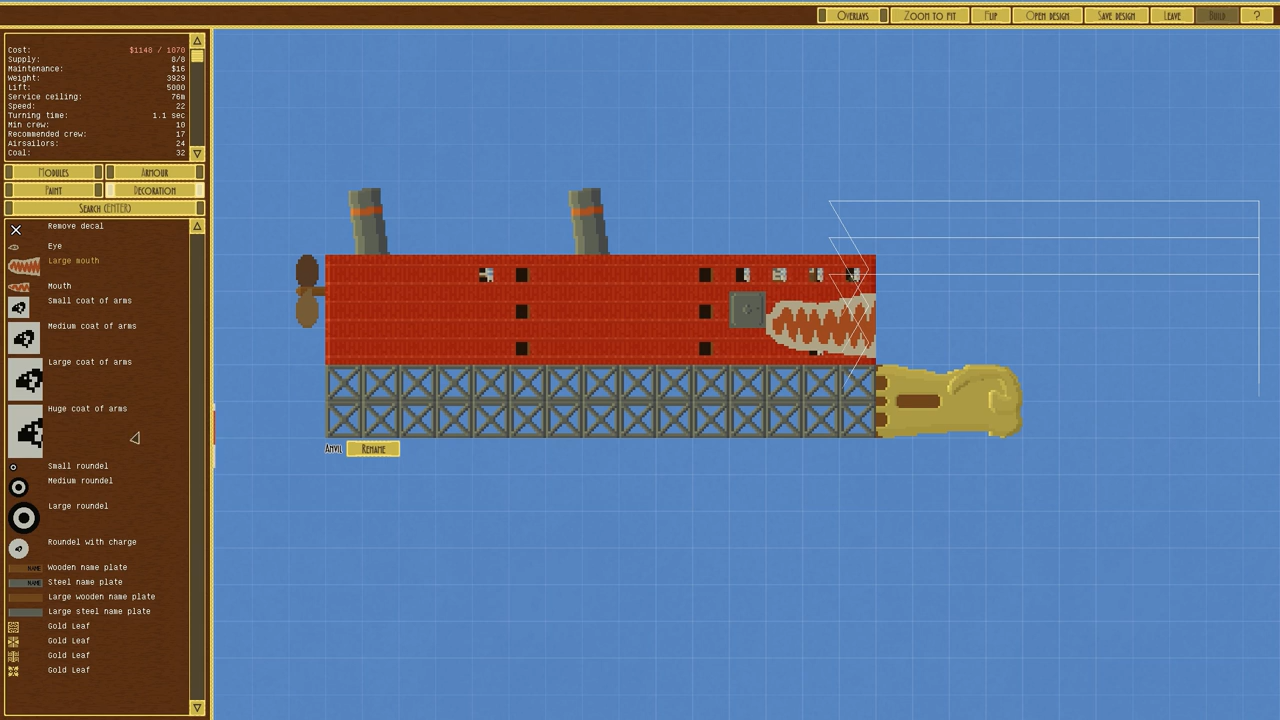 Overlays Zoom to fit Flip Open design Save design Leave Build ?
Cost: $1148 / 1070
Supply: 8/8
Maintenance: $16
Weight: 3929
Lift: 5000
Service ceiling: 76m
Speed: 22
Turning time: 1.1 sec
Min crew: 10
Recommended crew: 17
Airsailors: 24
Coal: 32
Modules Armour
Paint Decoration
Search (Enter)
Remove decal
Eye
Large mouth
Mouth
Small coat of arms
Medium coat of arms
Large coat of arms
Huge coat of arms
Small roundel
Medium roundel
Large roundel
Roundel with charge
NAME Wooden name plate
NAME Steel name plate
Large wooden name plate
Large steel name plate
Gold Leaf
Gold Leaf
Gold Leaf
Gold Leaf
Anvil Rename